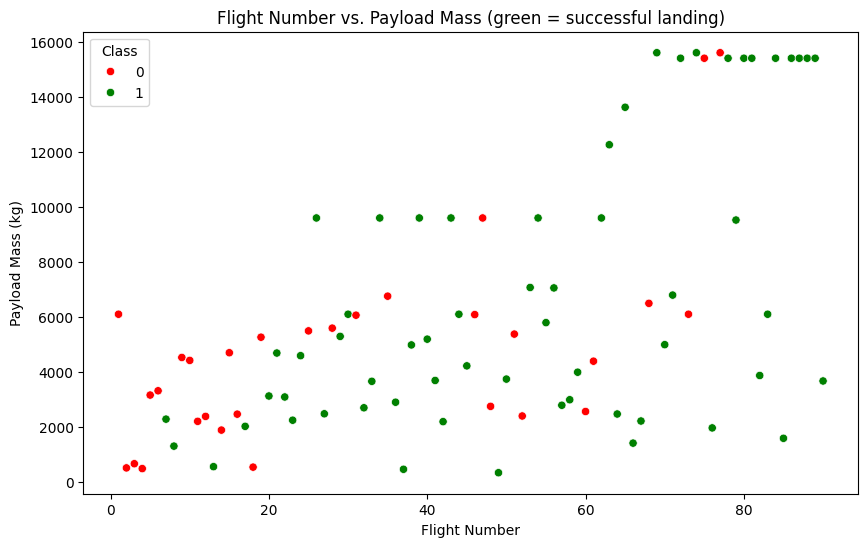 Flight Number vs. Payload Mass (green = successful landing)
Class
0
1
16000
14000
12000
10000
8000
6000
4000
2000
0
Payload Mass (kg)
0 20 40 60 80
Flight Number